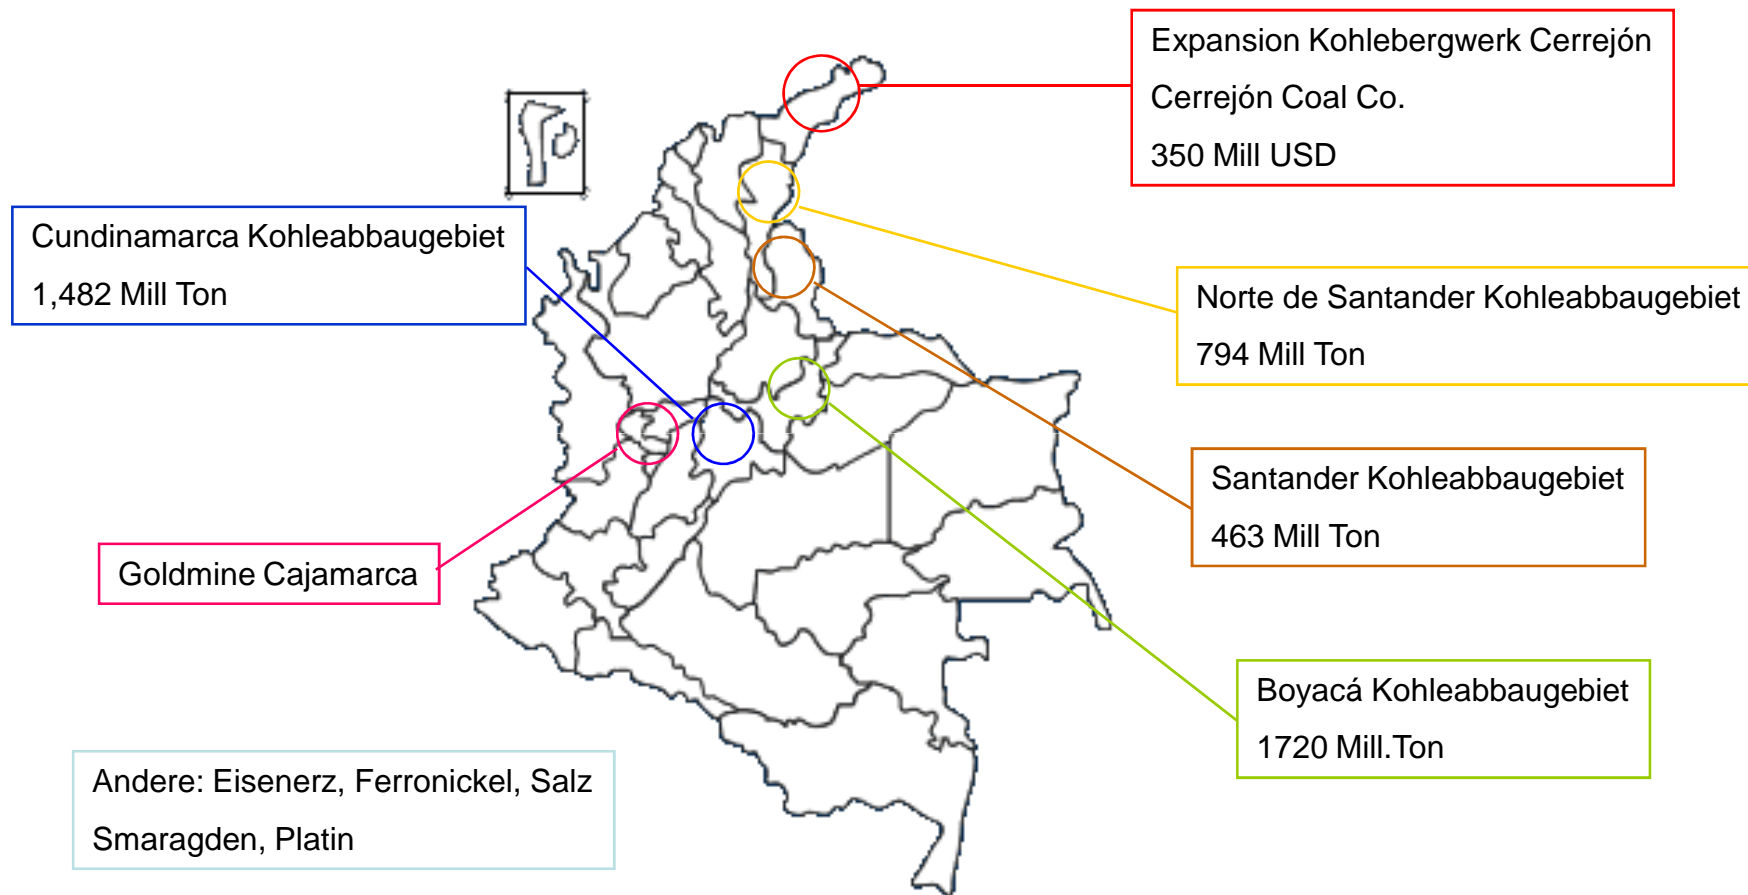 Expansion Kohlebergwerk Cerrejón
Cerrejón Coal Co.
350 Mill USD
Cundinamarca Kohleabbaugebiet
1,482 Mill Ton
Norte de Santander Kohleabbaugebiet
794 Mill Ton
Santander Kohleabbaugebiet
463 Mill Ton
Goldmine Cajamarca
Boyacá Kohleabbaugebiet
1720 Mill.Ton
Andere: Eisenerz, Ferronickel, Salz
Smaragden, Platin